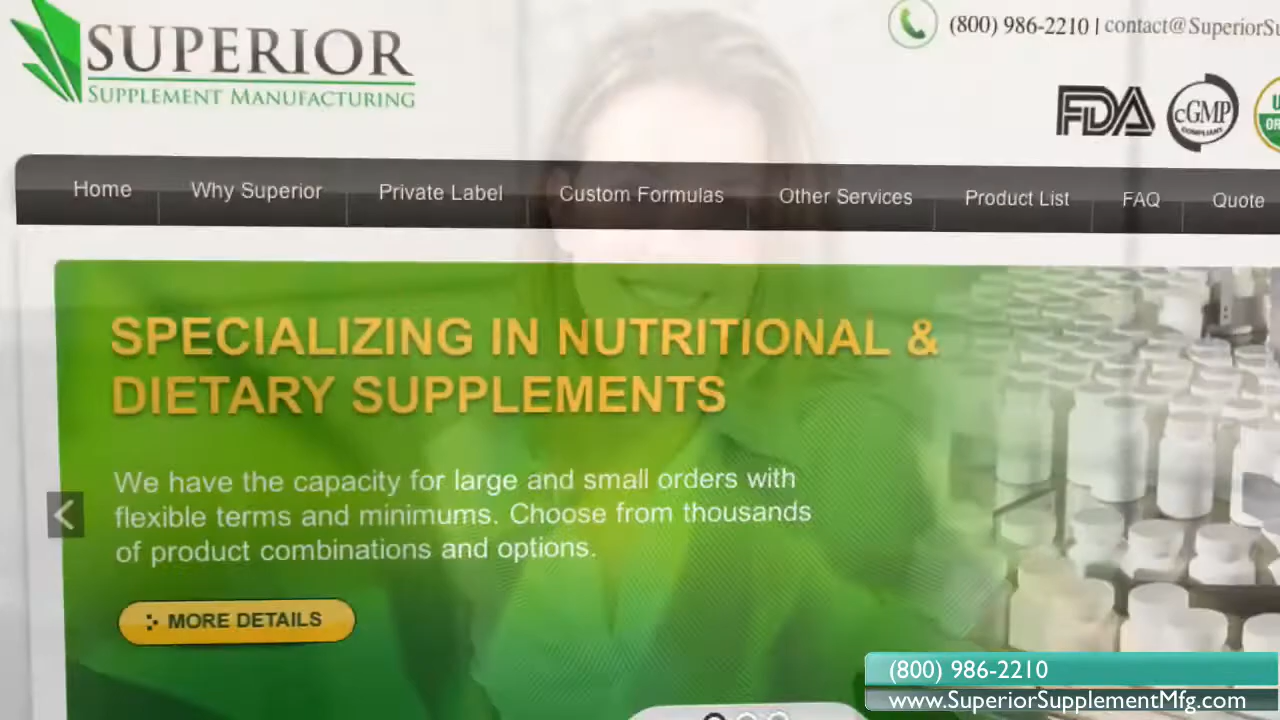 SUPERIOR
SUPPLEMENT MANUFACTURING
(800) 986-2210 | contact@SuperiorSu
FDA
cGMP
COMPLIANT
Home
Why Superior
Private Label
Custom Formulas
Other Services
Product List
FAQ
Quote
SPECIALIZING IN NUTRITIONAL &
DIETARY SUPPLEMENTS
We have the capacity for large and small orders with
flexible terms and minimums. Choose from thousands
of product combinations and options.
MORE DETAILS
(800) 986-2210
www.SuperiorSupplementMfg.com